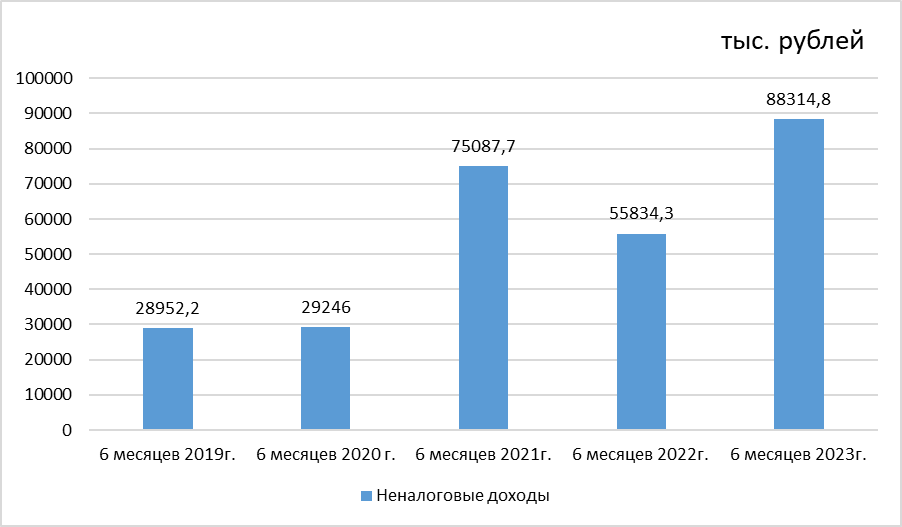 тыс. рублей
100000
90000
80000
70000
60000
50000
40000
30000
20000
10000
0
28952,2
29246
75087,7
55834,3
88314,8
6 месяцев 2019г.
6 месяцев 2020 г.
6 месяцев 2021г.
6 месяцев 2022г.
6 месяцев 2023г.
Неналоговые доходы